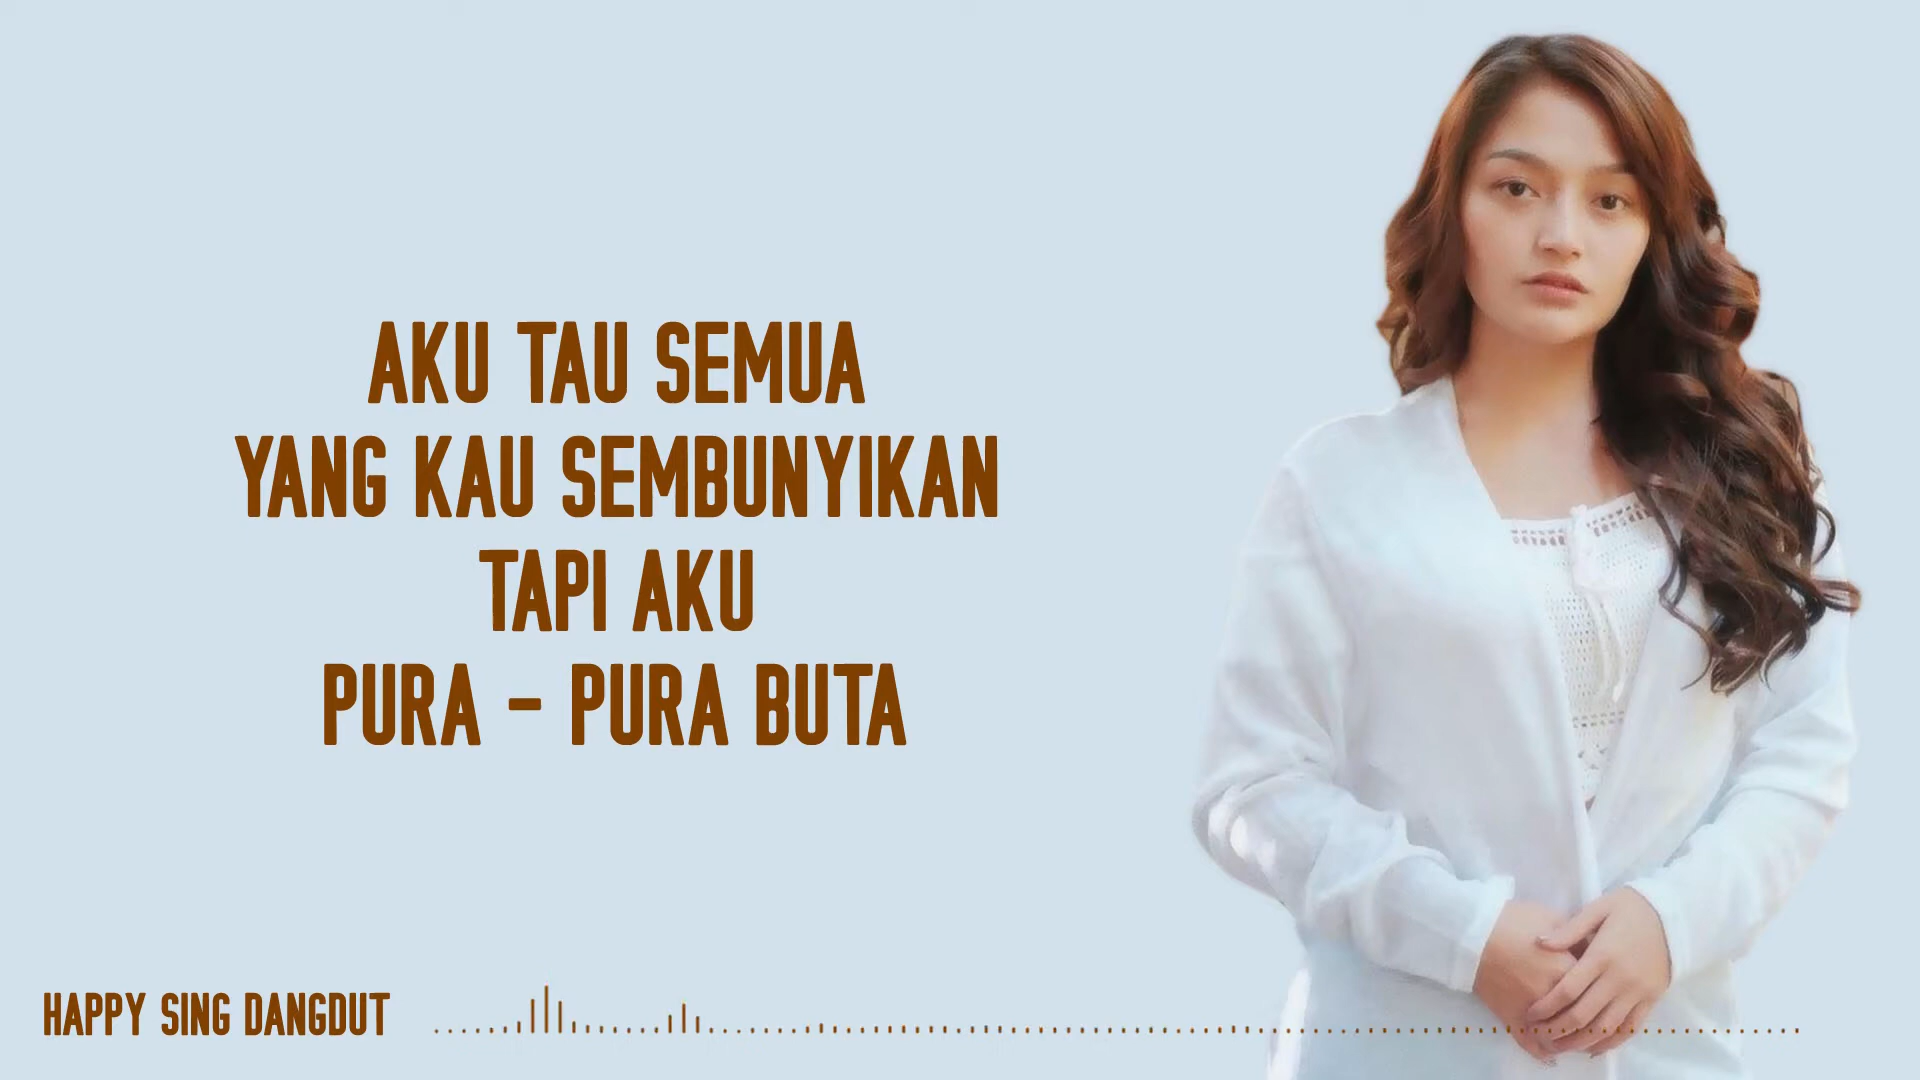 AKU TAU SEMUA
YANG KAU SEMBUNYIKAN
TAPI AKU
PURA - PURA BUTA
HAPPY SING DANGDUT